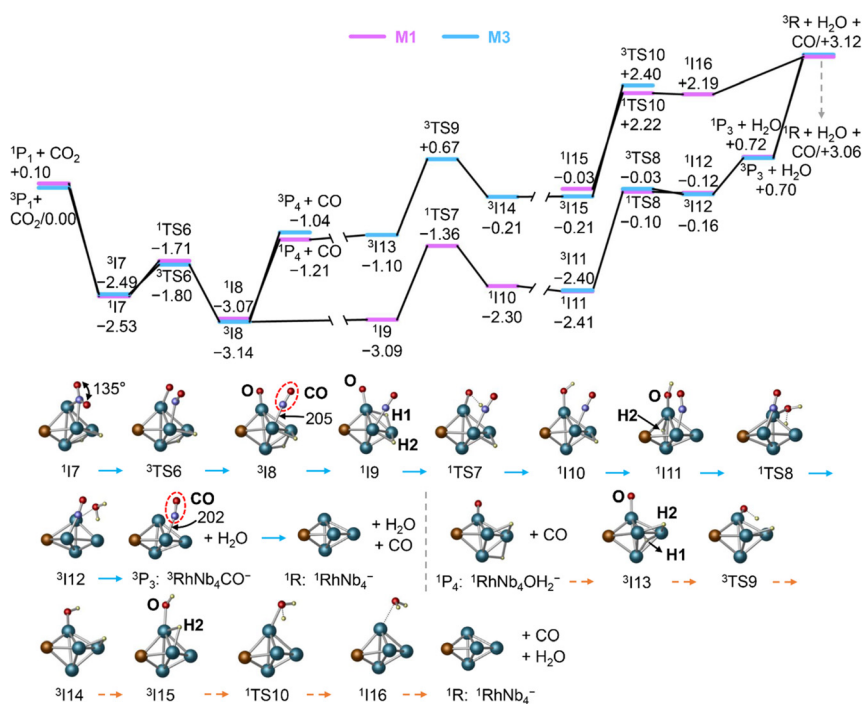 M1
M3
³R + H₂O +
CO/+3.12
¹P₁ + CO₂
+0.10
³P₁+
CO₂/0.00
³I7
−2.49
¹I7
−2.53
¹TS6
−1.71
³TS6
−1.80
¹I8
−3.07
³I8
−3.14
³P₄ + CO
−1.04
¹P₄ + CO
−1.21
³I13
−1.10
¹I9
−3.09
³TS9
+0.67
¹TS7
−1.36
³I14
−0.21
¹I10
−2.30
¹I15
−0.03
³I15
−0.21
³I11
−2.40
¹I11
−2.41
³TS10
+2.40
¹TS10
+2.22
³TS8
−0.03
¹TS8
−0.10
¹I16
+2.19
¹I12
−0.12
³I12
−0.16
¹P₃ + H₂O
+0.72
³P₃ + H₂O
+0.70
¹R + H₂O +
CO/+3.06
135°
O CO
205
O H1 H2
O H2
¹I7 ³TS6 ³I8 ¹I9 ¹TS7 ¹I10 ¹I11 ¹TS8
CO
202
+ H₂O
+ H₂O
+ CO
+ CO
O H2 H1
³I12 ³P₃: ³RhNb₄CO⁻ ¹R: ¹RhNb₄⁻ ¹P₄: ¹RhNb₄OH₂⁻ ³I13 ³TS9
O H2
+ CO
+ H₂O
³I14 ³I15 ¹TS10 ¹I16 ¹R: ¹RhNb₄⁻